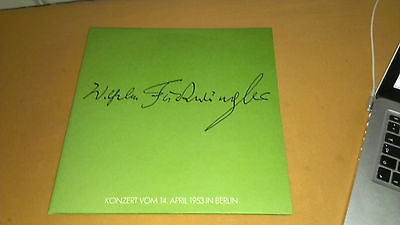 Wilhelm Furtwängler
KONZERT VOM 14. APRIL 1953 IN BERLIN